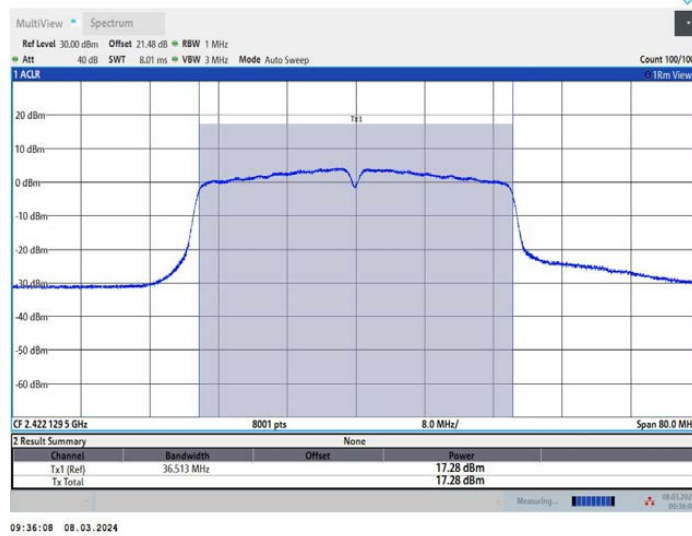 MultiView Spectrum
Ref Level 30.00 dBm Offset 21.48 dB RBW 1 MHz
Att 40 dB SWT 8.01 ms VBW 3 MHz Mode Auto Sweep Count 100/100
1 ACLR 1Rm View
20 dBm
Tx1
10 dBm
0 dBm
-10 dBm
-20 dBm
-30 dBm
-40 dBm
-50 dBm
-60 dBm
CF 2.422 129 5 GHz 8001 pts 8.0 MHz/ Span 80.0 MH
2 Result Summary None
Channel Bandwidth Offset Power
Tx1 (Ref) 36.513 MHz 17.28 dBm
Tx Total 17.28 dBm
Measuring...
09:36:08 08.03.2024